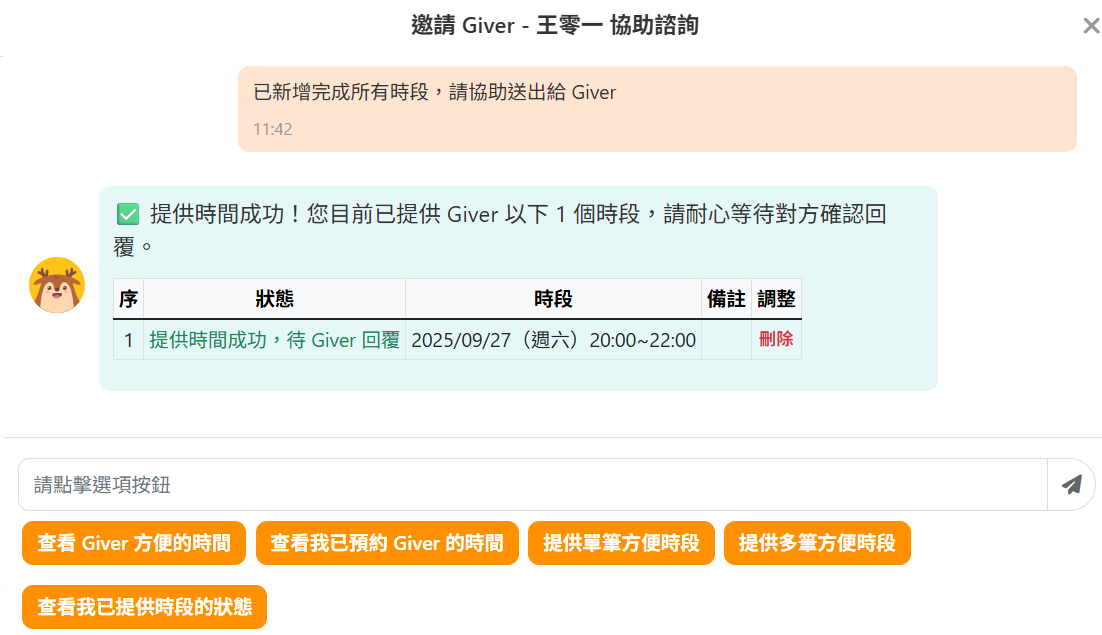 邀請 Giver - 王零一 協助諮詢
已新增完成所有時段，請協助送出給 Giver
11:42
提供時間成功！您目前已提供 Giver 以下 1 個時段，請耐心等待對方確認回
覆。
序 狀態 時段 備註 調整
1 提供時間成功，待 Giver 回覆 2025/09/27（週六）20:00~22:00 刪除
請點擊選項按鈕
查看 Giver 方便的時間 查看我已預約 Giver 的時間 提供單筆方便時段 提供多筆方便時段
查看我已提供時段的狀態